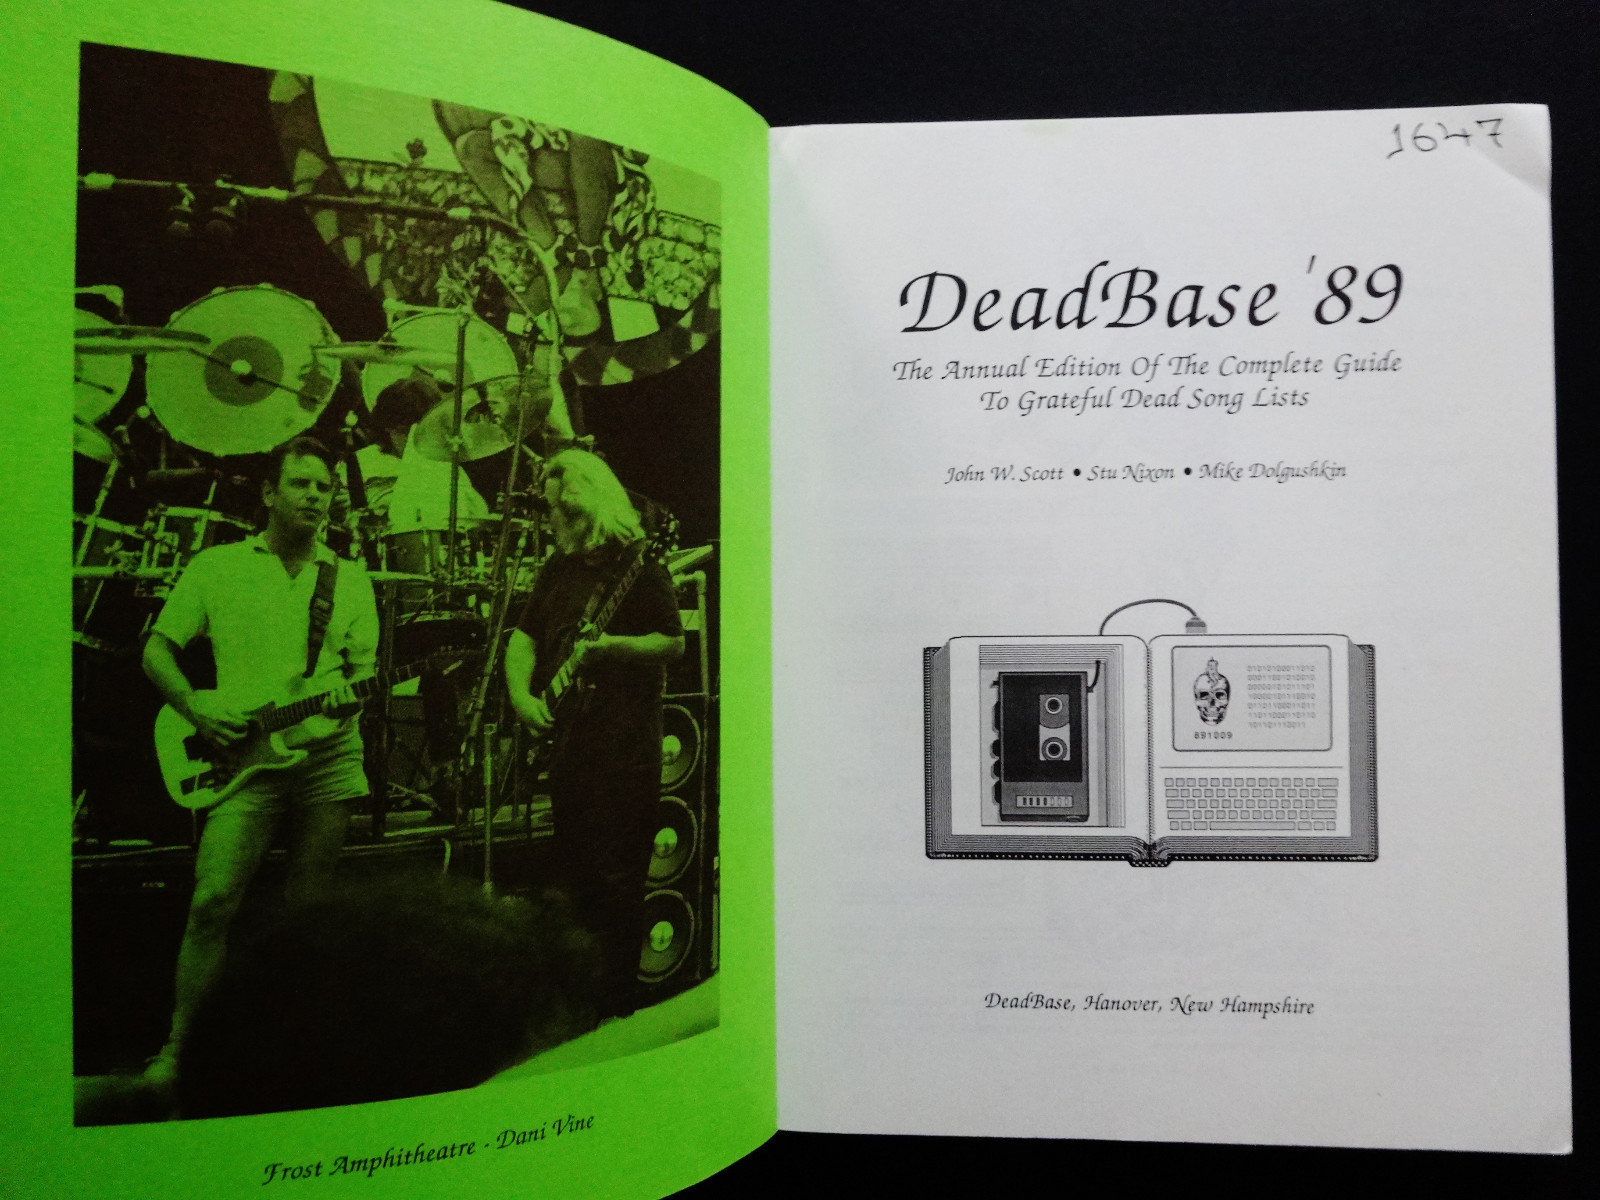 Frost Amphitheatre - Dani Vine
1647
DeadBase '89
The Annual Edition Of The Complete Guide
To Grateful Dead Song Lists
John W. Scott • Stu Nixon • Mike Dolgushkin
891009
DeadBase, Hanover, New Hampshire